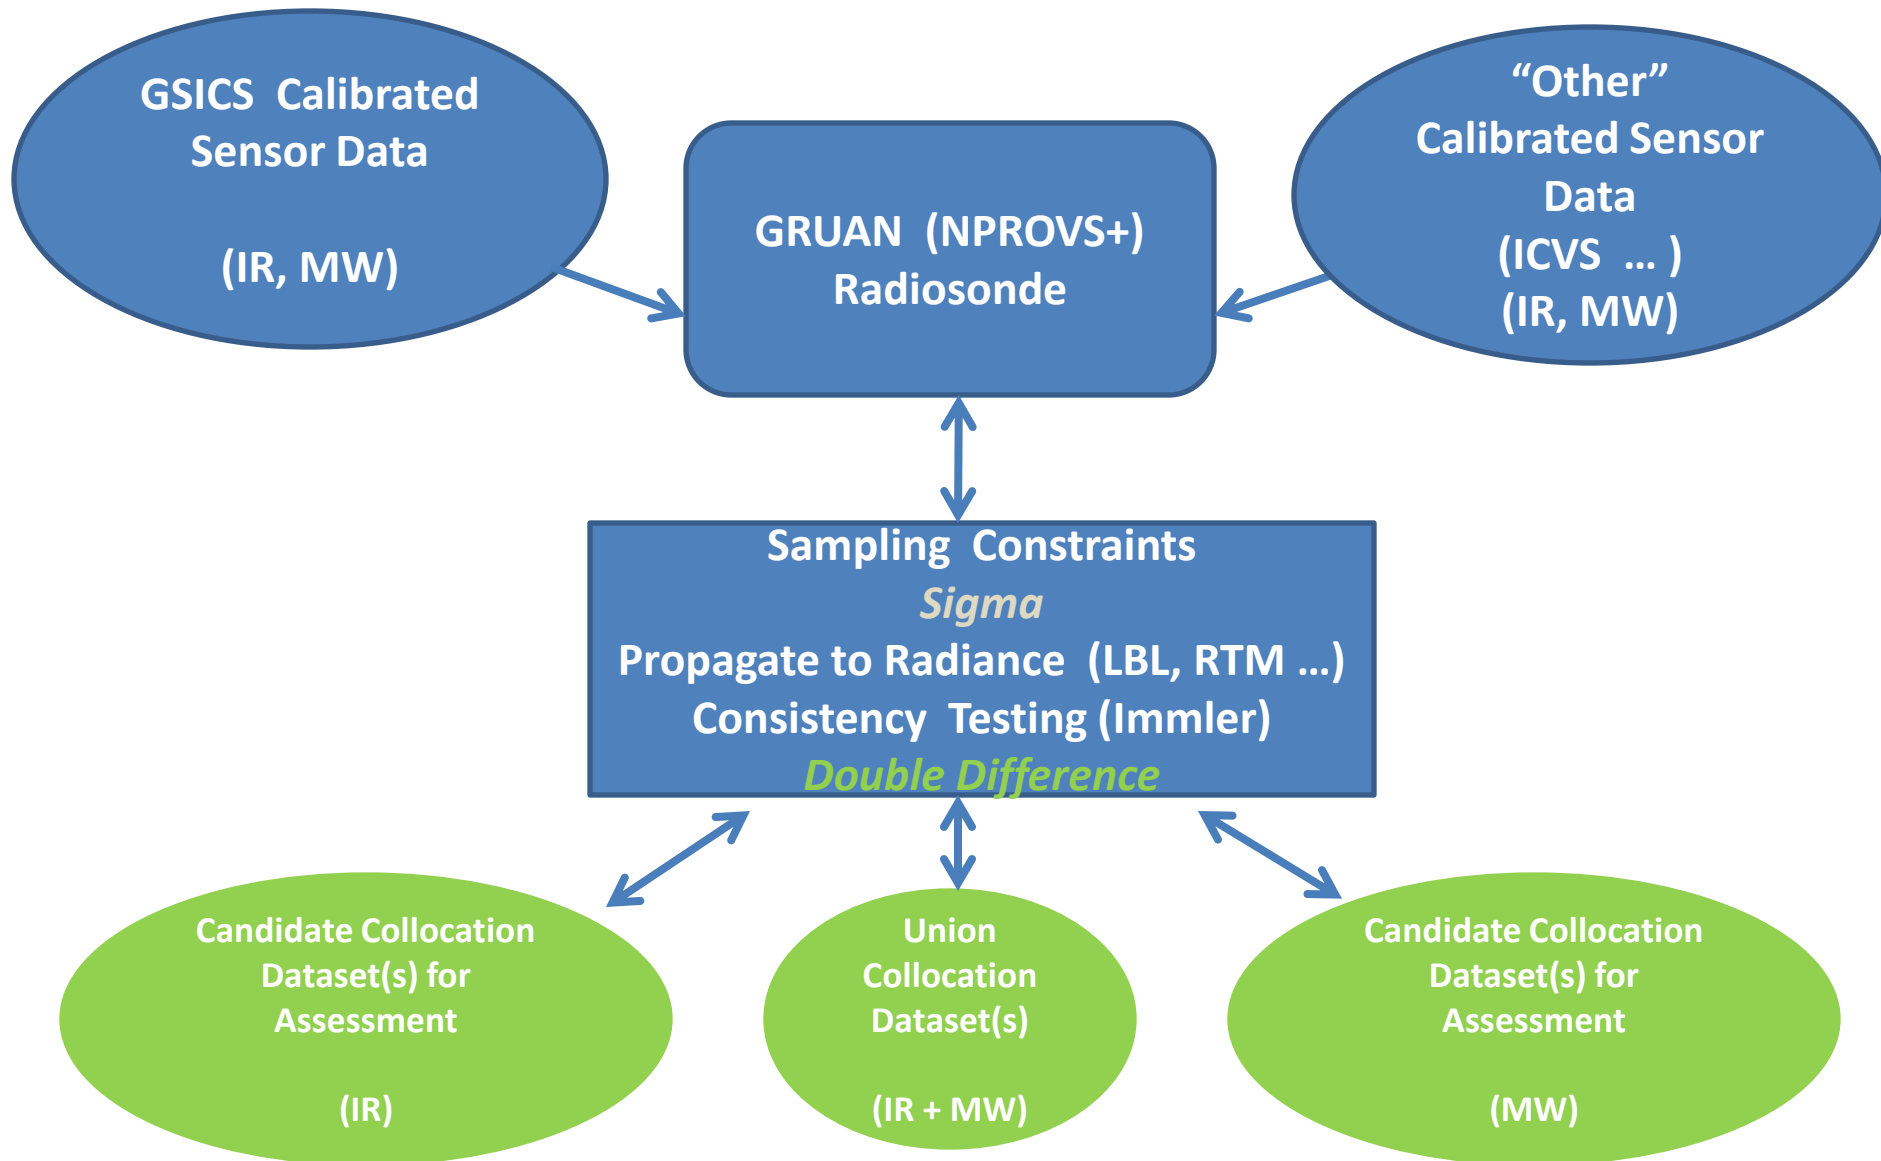 GSICS  Calibrated
Sensor Data
(IR, MW)
“Other”
Calibrated Sensor
Data
(ICVS  … )
(IR, MW)
GRUAN  (NPROVS+)
Radiosonde
Sampling  Constraints
Sigma
Propagate to Radiance  (LBL, RTM …)
Consistency  Testing (Immler)
Double Difference
Candidate Collocation
Dataset(s) for
Assessment
(IR)
Union
Collocation
Dataset(s)
(IR + MW)
Candidate Collocation
Dataset(s) for
Assessment
(MW)